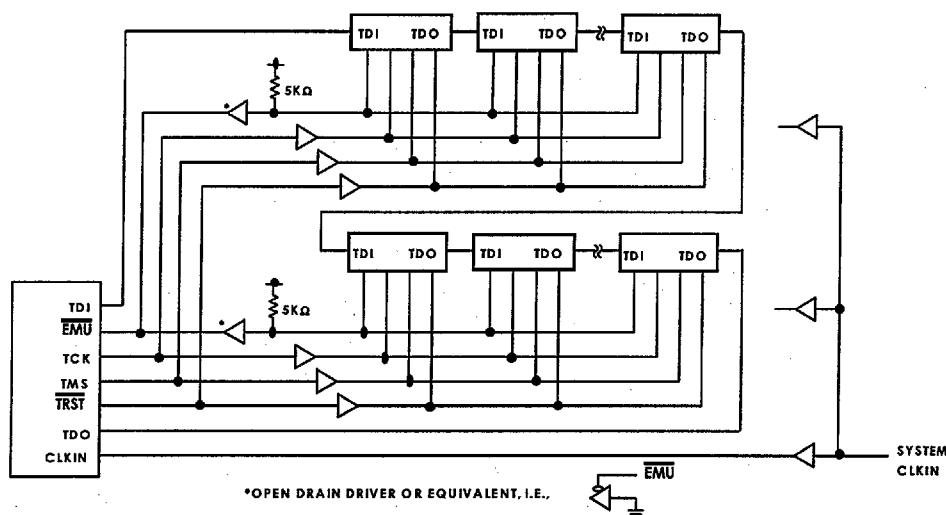 TDI TDO TDI TDO TDI TDO
5KΩ
*
TDI TDO TDI TDO TDI TDO
5KΩ
*
TDI
EMU
TCK
TMS
TRST
TDO
CLKIN
SYSTEM
CLKIN
*OPEN DRAIN DRIVER OR EQUIVALENT, I.E.,
EMU